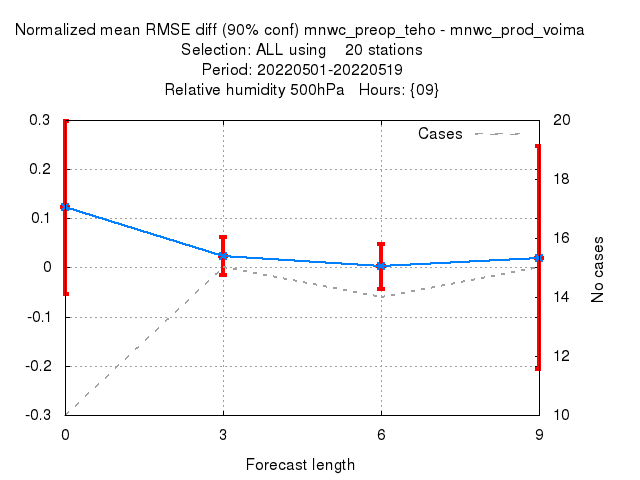 Normalized mean RMSE diff (90% conf) mnwc_preop_teho - mnwc_prod_voima
Selection: ALL using 20 stations
Period: 20220501-20220519
Relative humidity 500hPa Hours: {09}
Cases
0.3
0.2
0.1
0
-0.1
-0.2
-0.3
20
18
16
14
12
10
No cases
0 3 6 9
Forecast length